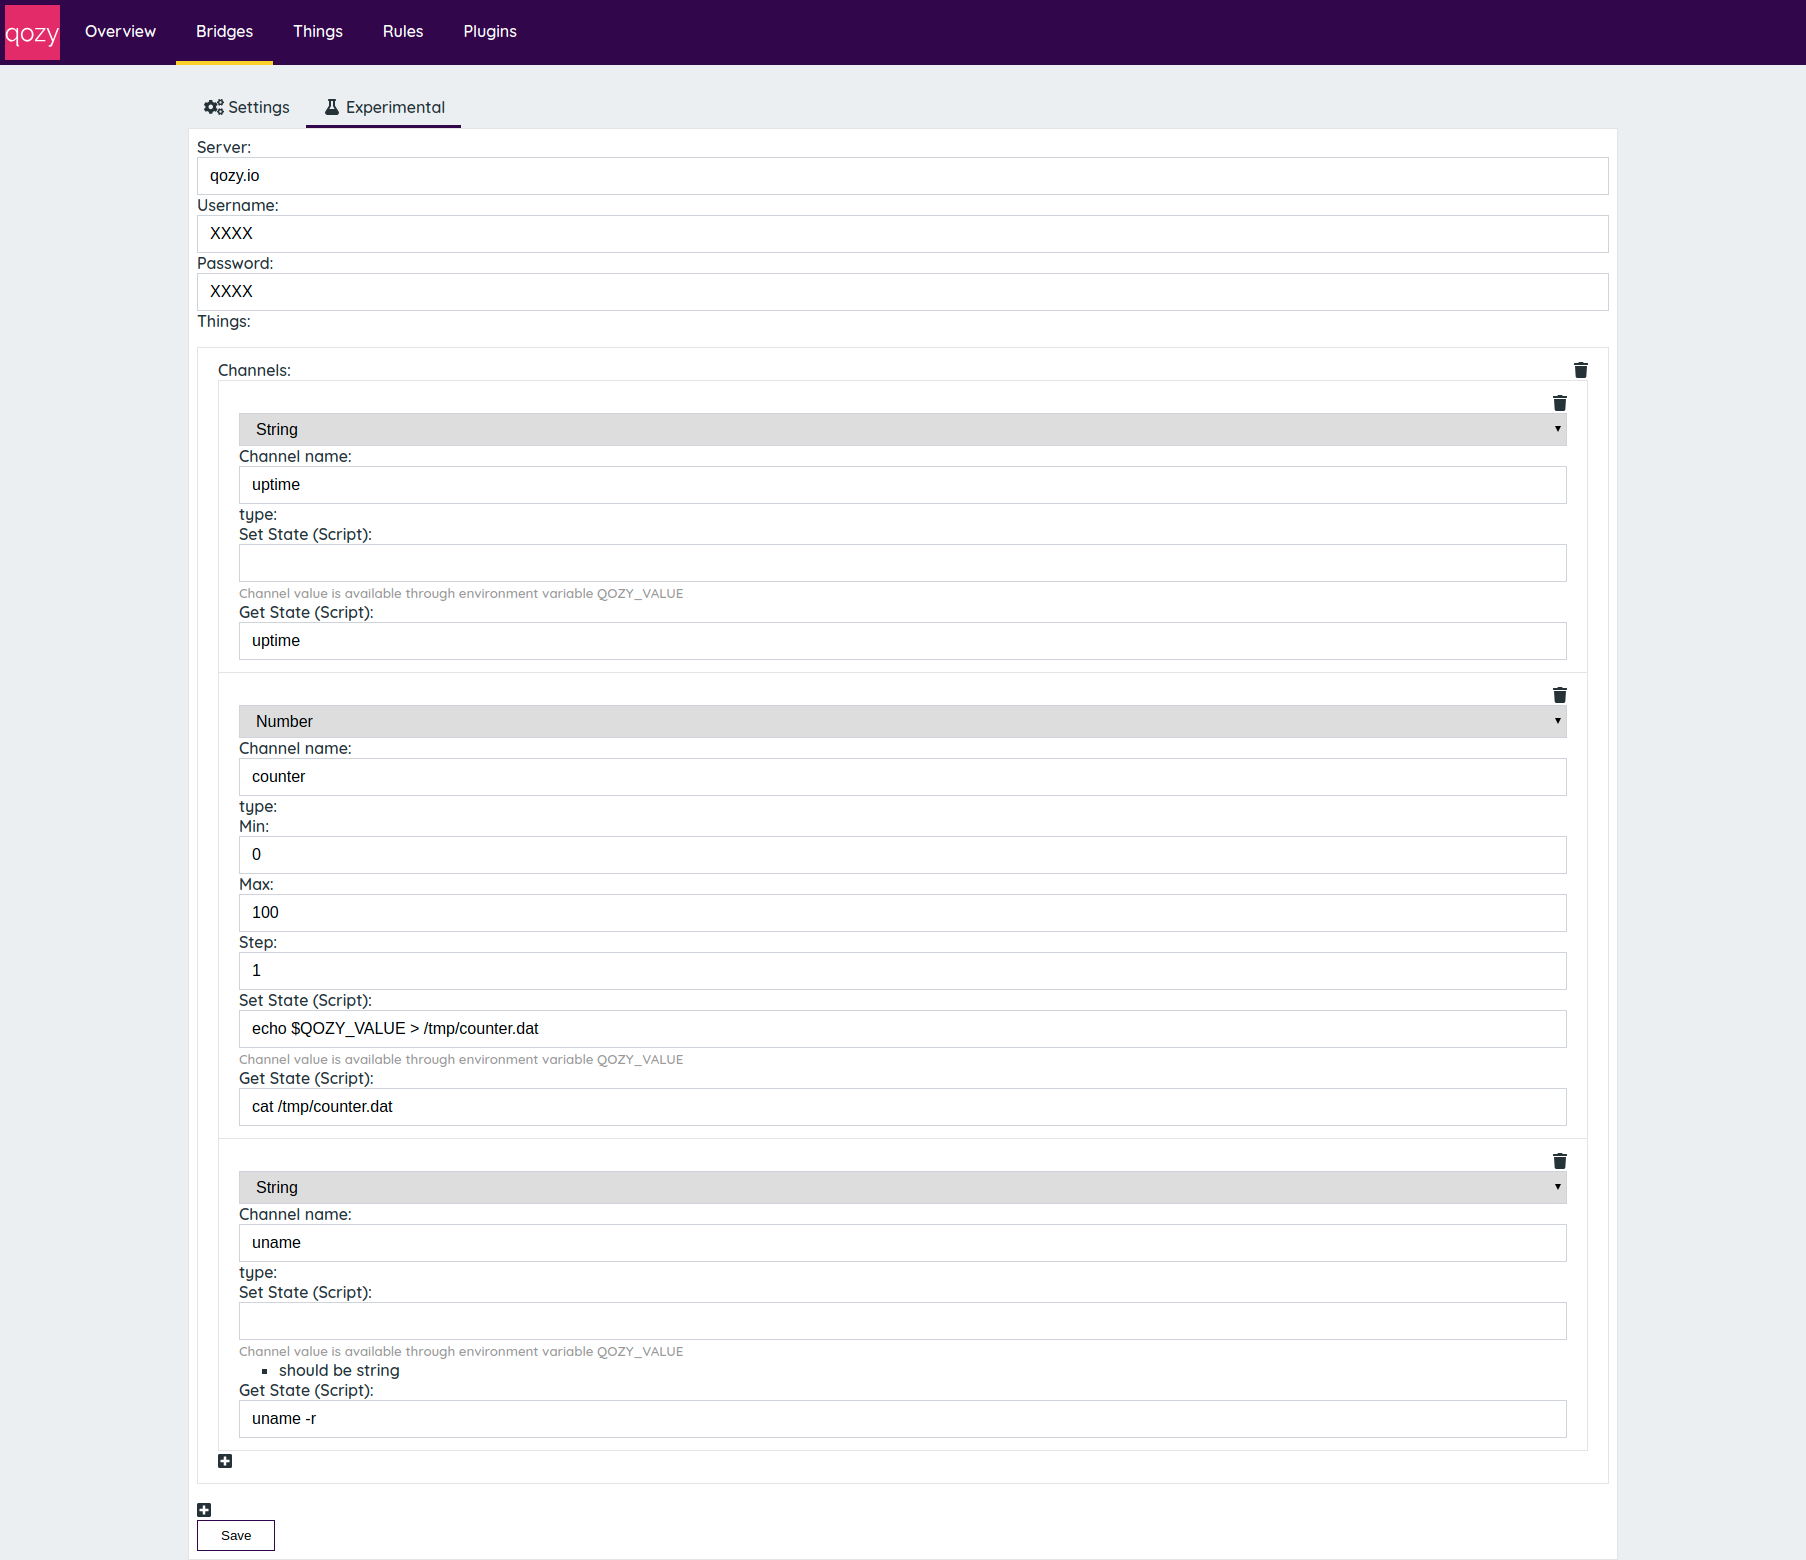 qozy Overview Bridges Things Rules Plugins
Settings Experimental
Server:
qozy.io
Username:
XXXX
Password:
XXXX
Things:
Channels:
String
Channel name:
uptime
type:
Set State (Script):
Channel value is available through environment variable QOZY_VALUE
Get State (Script):
uptime
Number
Channel name:
counter
type:
Min:
0
Max:
100
Step:
1
Set State (Script):
echo $QOZY_VALUE > /tmp/counter.dat
Channel value is available through environment variable QOZY_VALUE
Get State (Script):
cat /tmp/counter.dat
String
Channel name:
uname
type:
Set State (Script):
Channel value is available through environment variable QOZY_VALUE
▪ should be string
Get State (Script):
uname -r
Save